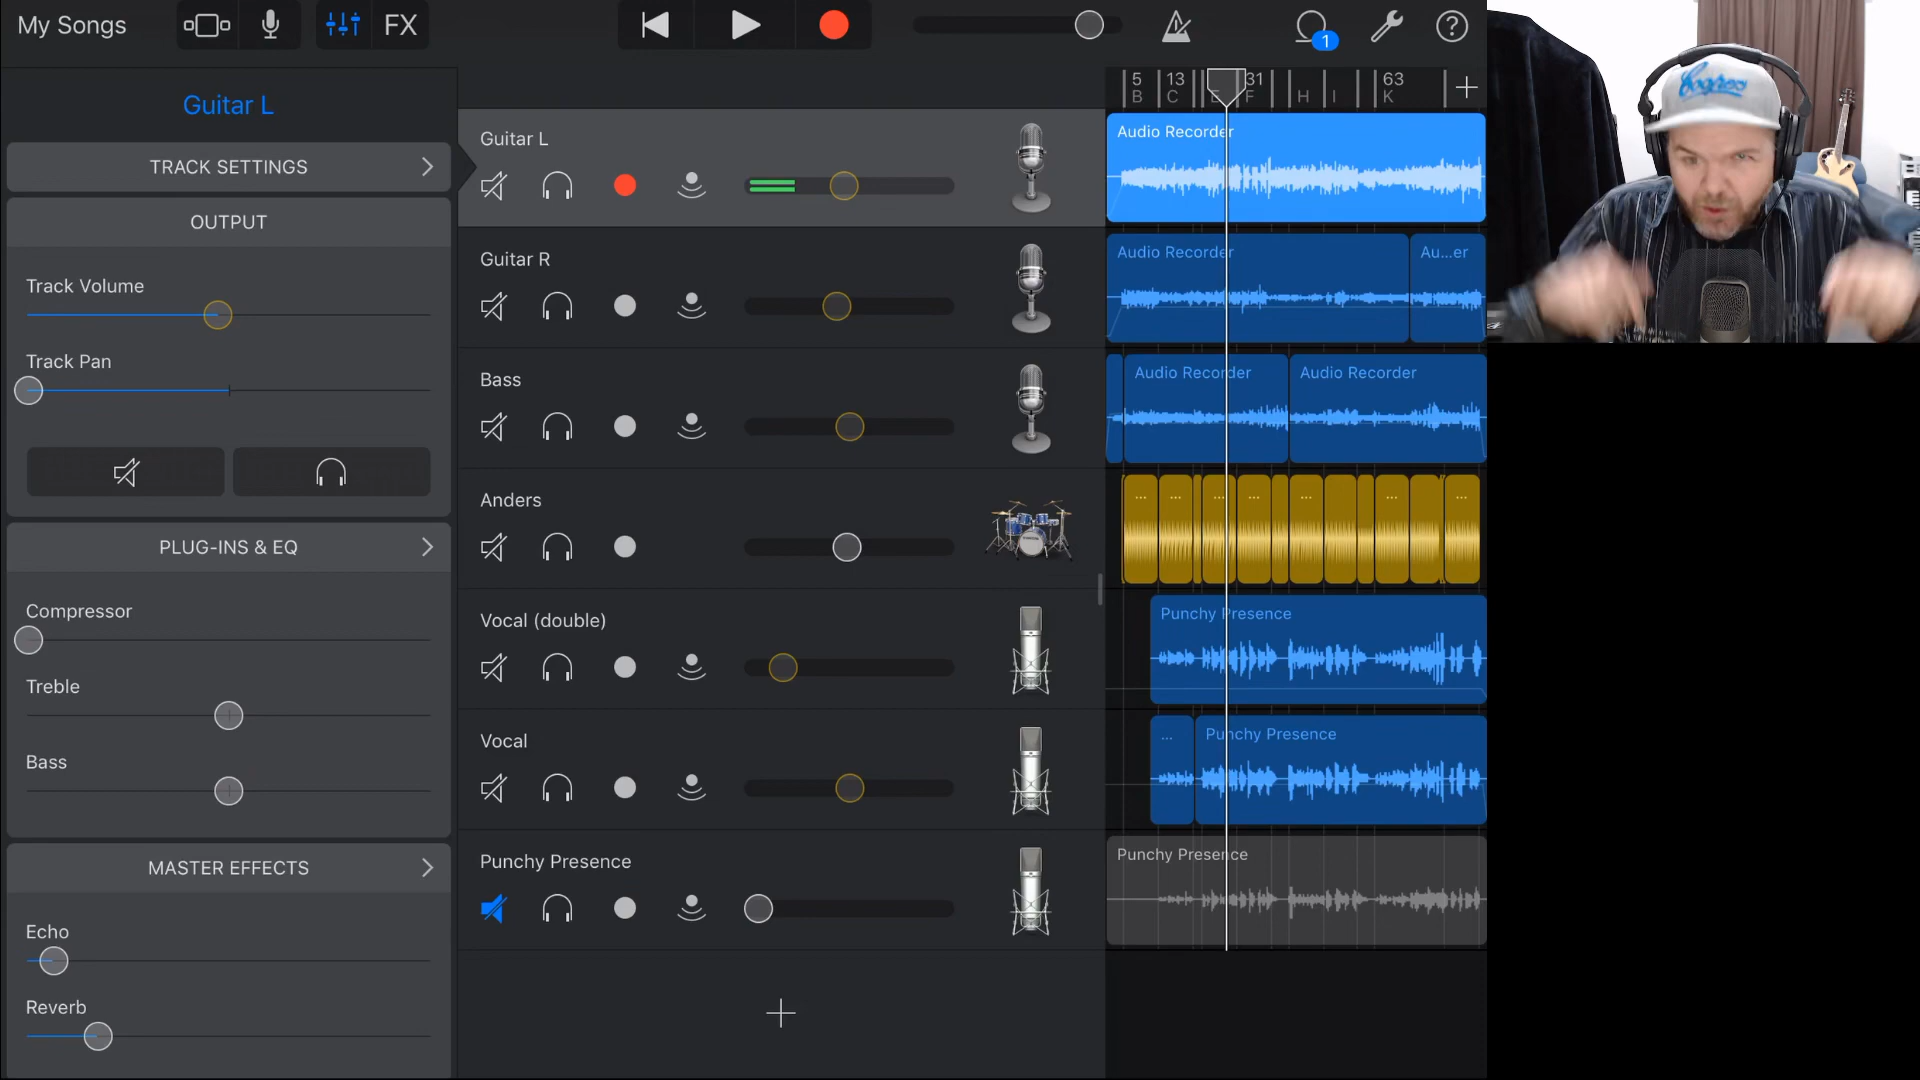 My Songs
FX
1
?
5 13 31 63
B C E F H I K
Guitar L
TRACK SETTINGS
OUTPUT
Track Volume
Track Pan
PLUG-INS & EQ
Compressor
Treble
Bass
MASTER EFFECTS
Echo
Reverb
Guitar L
Guitar R
Bass
Anders
Vocal (double)
Vocal
Punchy Presence
Audio Recorder
Audio Recorder
Au...er
Audio Recorder
Audio Recorder
... ... ... ... ... ... ...
Punchy Presence
...
Punchy Presence
Punchy Presence